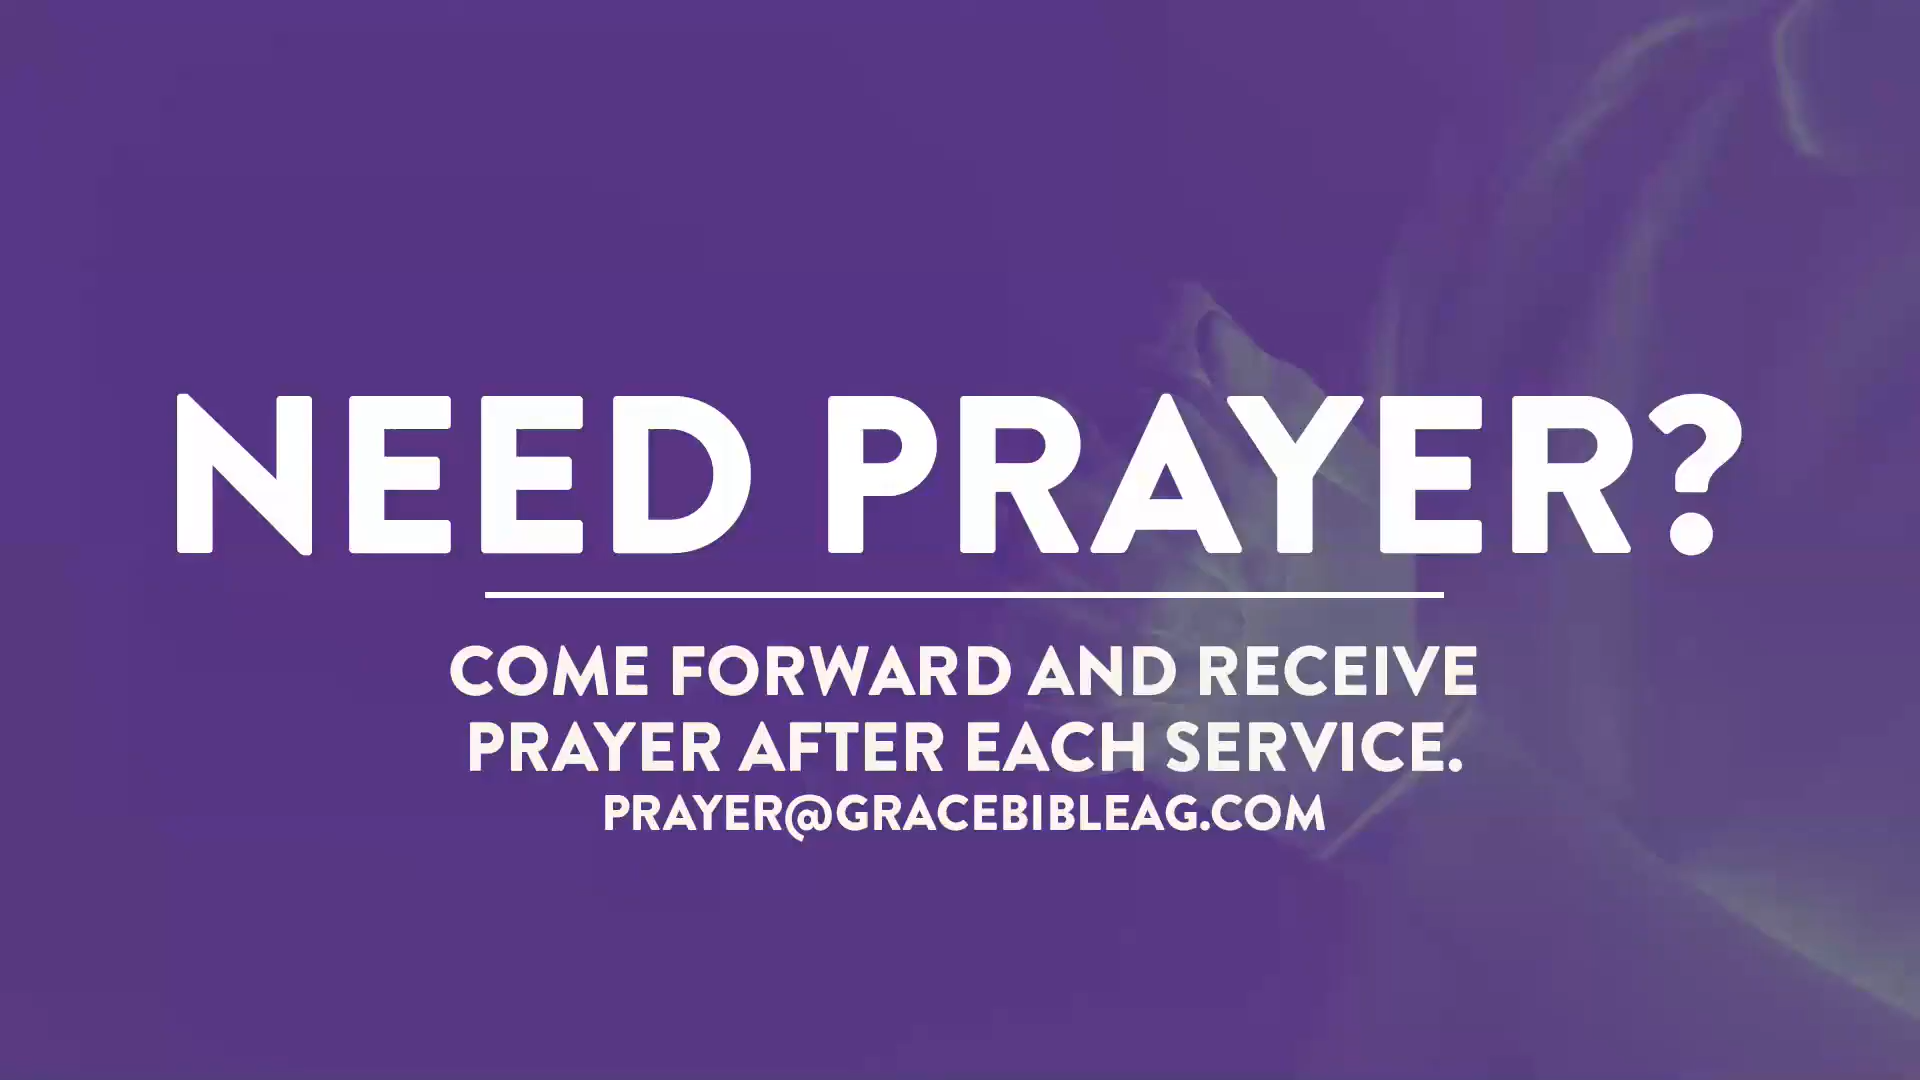 NEED PRAYER?
COME FORWARD AND RECEIVE
PRAYER AFTER EACH SERVICE.
PRAYER@GRACEBIBLEAG.COM